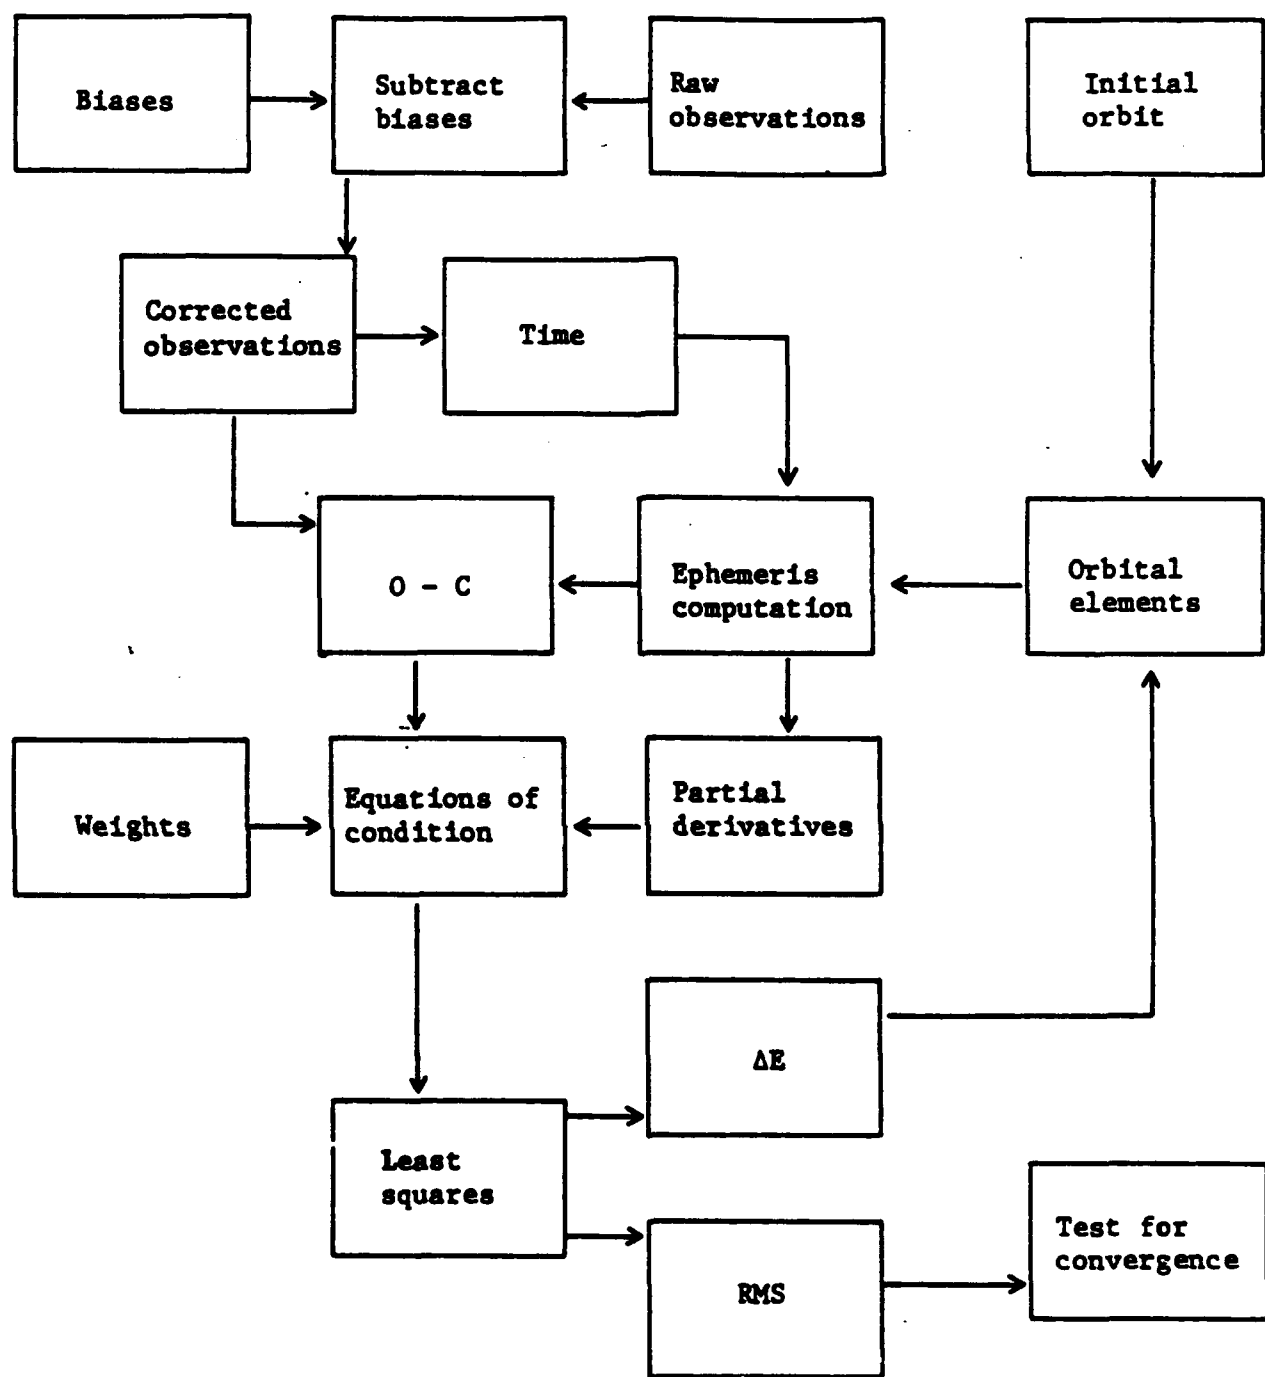 Biases
Subtract
biases
Raw
observations
Initial
orbit
Corrected
observations
Time
O - C
Ephemeris
computation
Orbital
elements
Weights
Equations of
condition
Partial
derivatives
ΔE
Least
squares
RMS
Test for
convergence